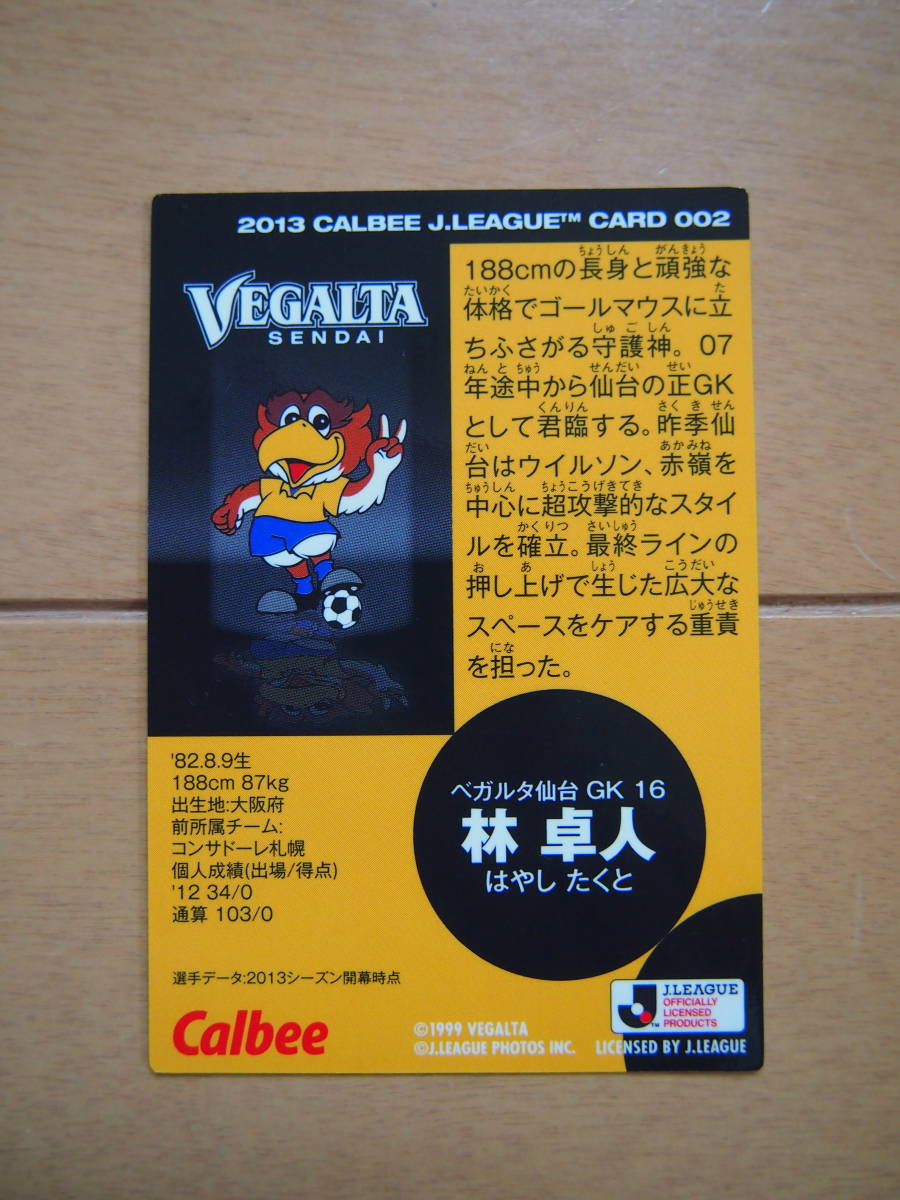 2013 CALBEE J.LEAGUE™ CARD 002
VEGALTA
SENDAI
188cmの長身と頑強な
体格でゴールマウスに立
ちふさがる守護神。07
年途中から仙台の正GK
として君臨する。昨季仙
台はウイルソン、赤嶺を
中心に超攻撃的なスタイ
ルを確立。最終ラインの
押し上げで生じた広大な
スペースをケアする重責
を担った。
'82.8.9生
188cm 87kg
出生地:大阪府
前所属チーム:
コンサドーレ札幌
個人成績(出場/得点)
'12 34/0
通算 103/0
選手データ:2013シーズン開幕時点
ベガルタ仙台 GK 16
林 卓人
はやし たくと
Calbee
©1999 VEGALTA
©J.LEAGUE PHOTOS INC. LICENSED BY J.LEAGUE
J.LEAGUE
OFFICIALLY
LICENSED
PRODUCTS